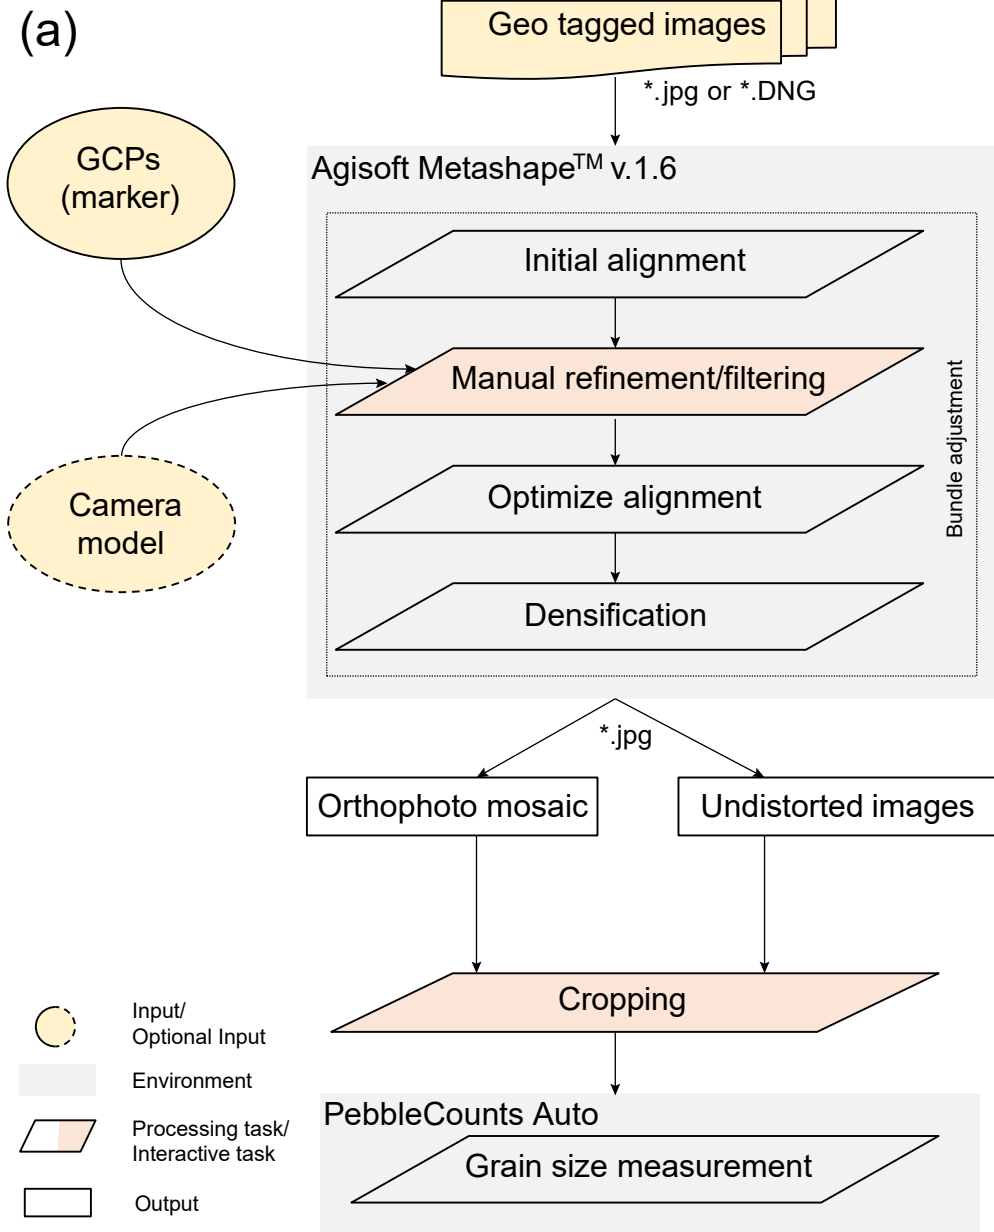 (a)
Geo tagged images
*.jpg or *.DNG
GCPs
(marker)
Agisoft Metashape™ v.1.6
Initial alignment
Manual refinement/filtering
Bundle adjustment
Camera
model
Optimize alignment
Densification
*.jpg
Orthophoto mosaic
Undistorted images
Cropping
Input/
Optional Input
Environment
Processing task/
Interactive task
Output
PebbleCounts Auto
Grain size measurement